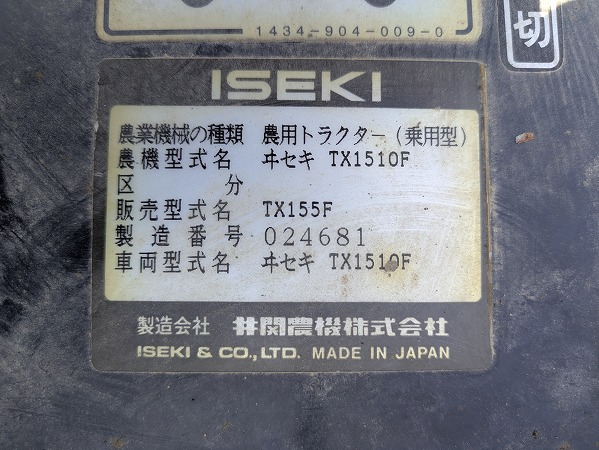 1434-904-009-0
切
ISEKI
農業機械の種類 農用トラクター(乗用型)
農機型式名 ヰセキ TX1510F
区分
販売型式名 TX155F
製造番号 024681
車両型式名 ヰセキ TX1510F
製造会社 井関農機株式会社
ISEKI & CO., LTD. MADE IN JAPAN